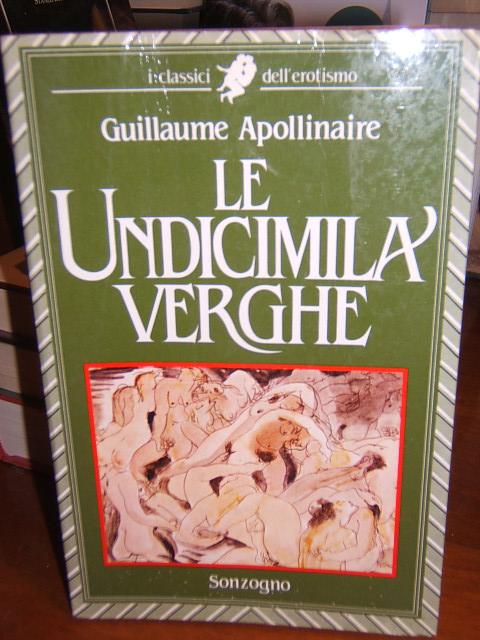 i classici dell'erotismo
Guillaume Apollinaire
LE
UNDICIMILA
VERGHE
Sonzogno